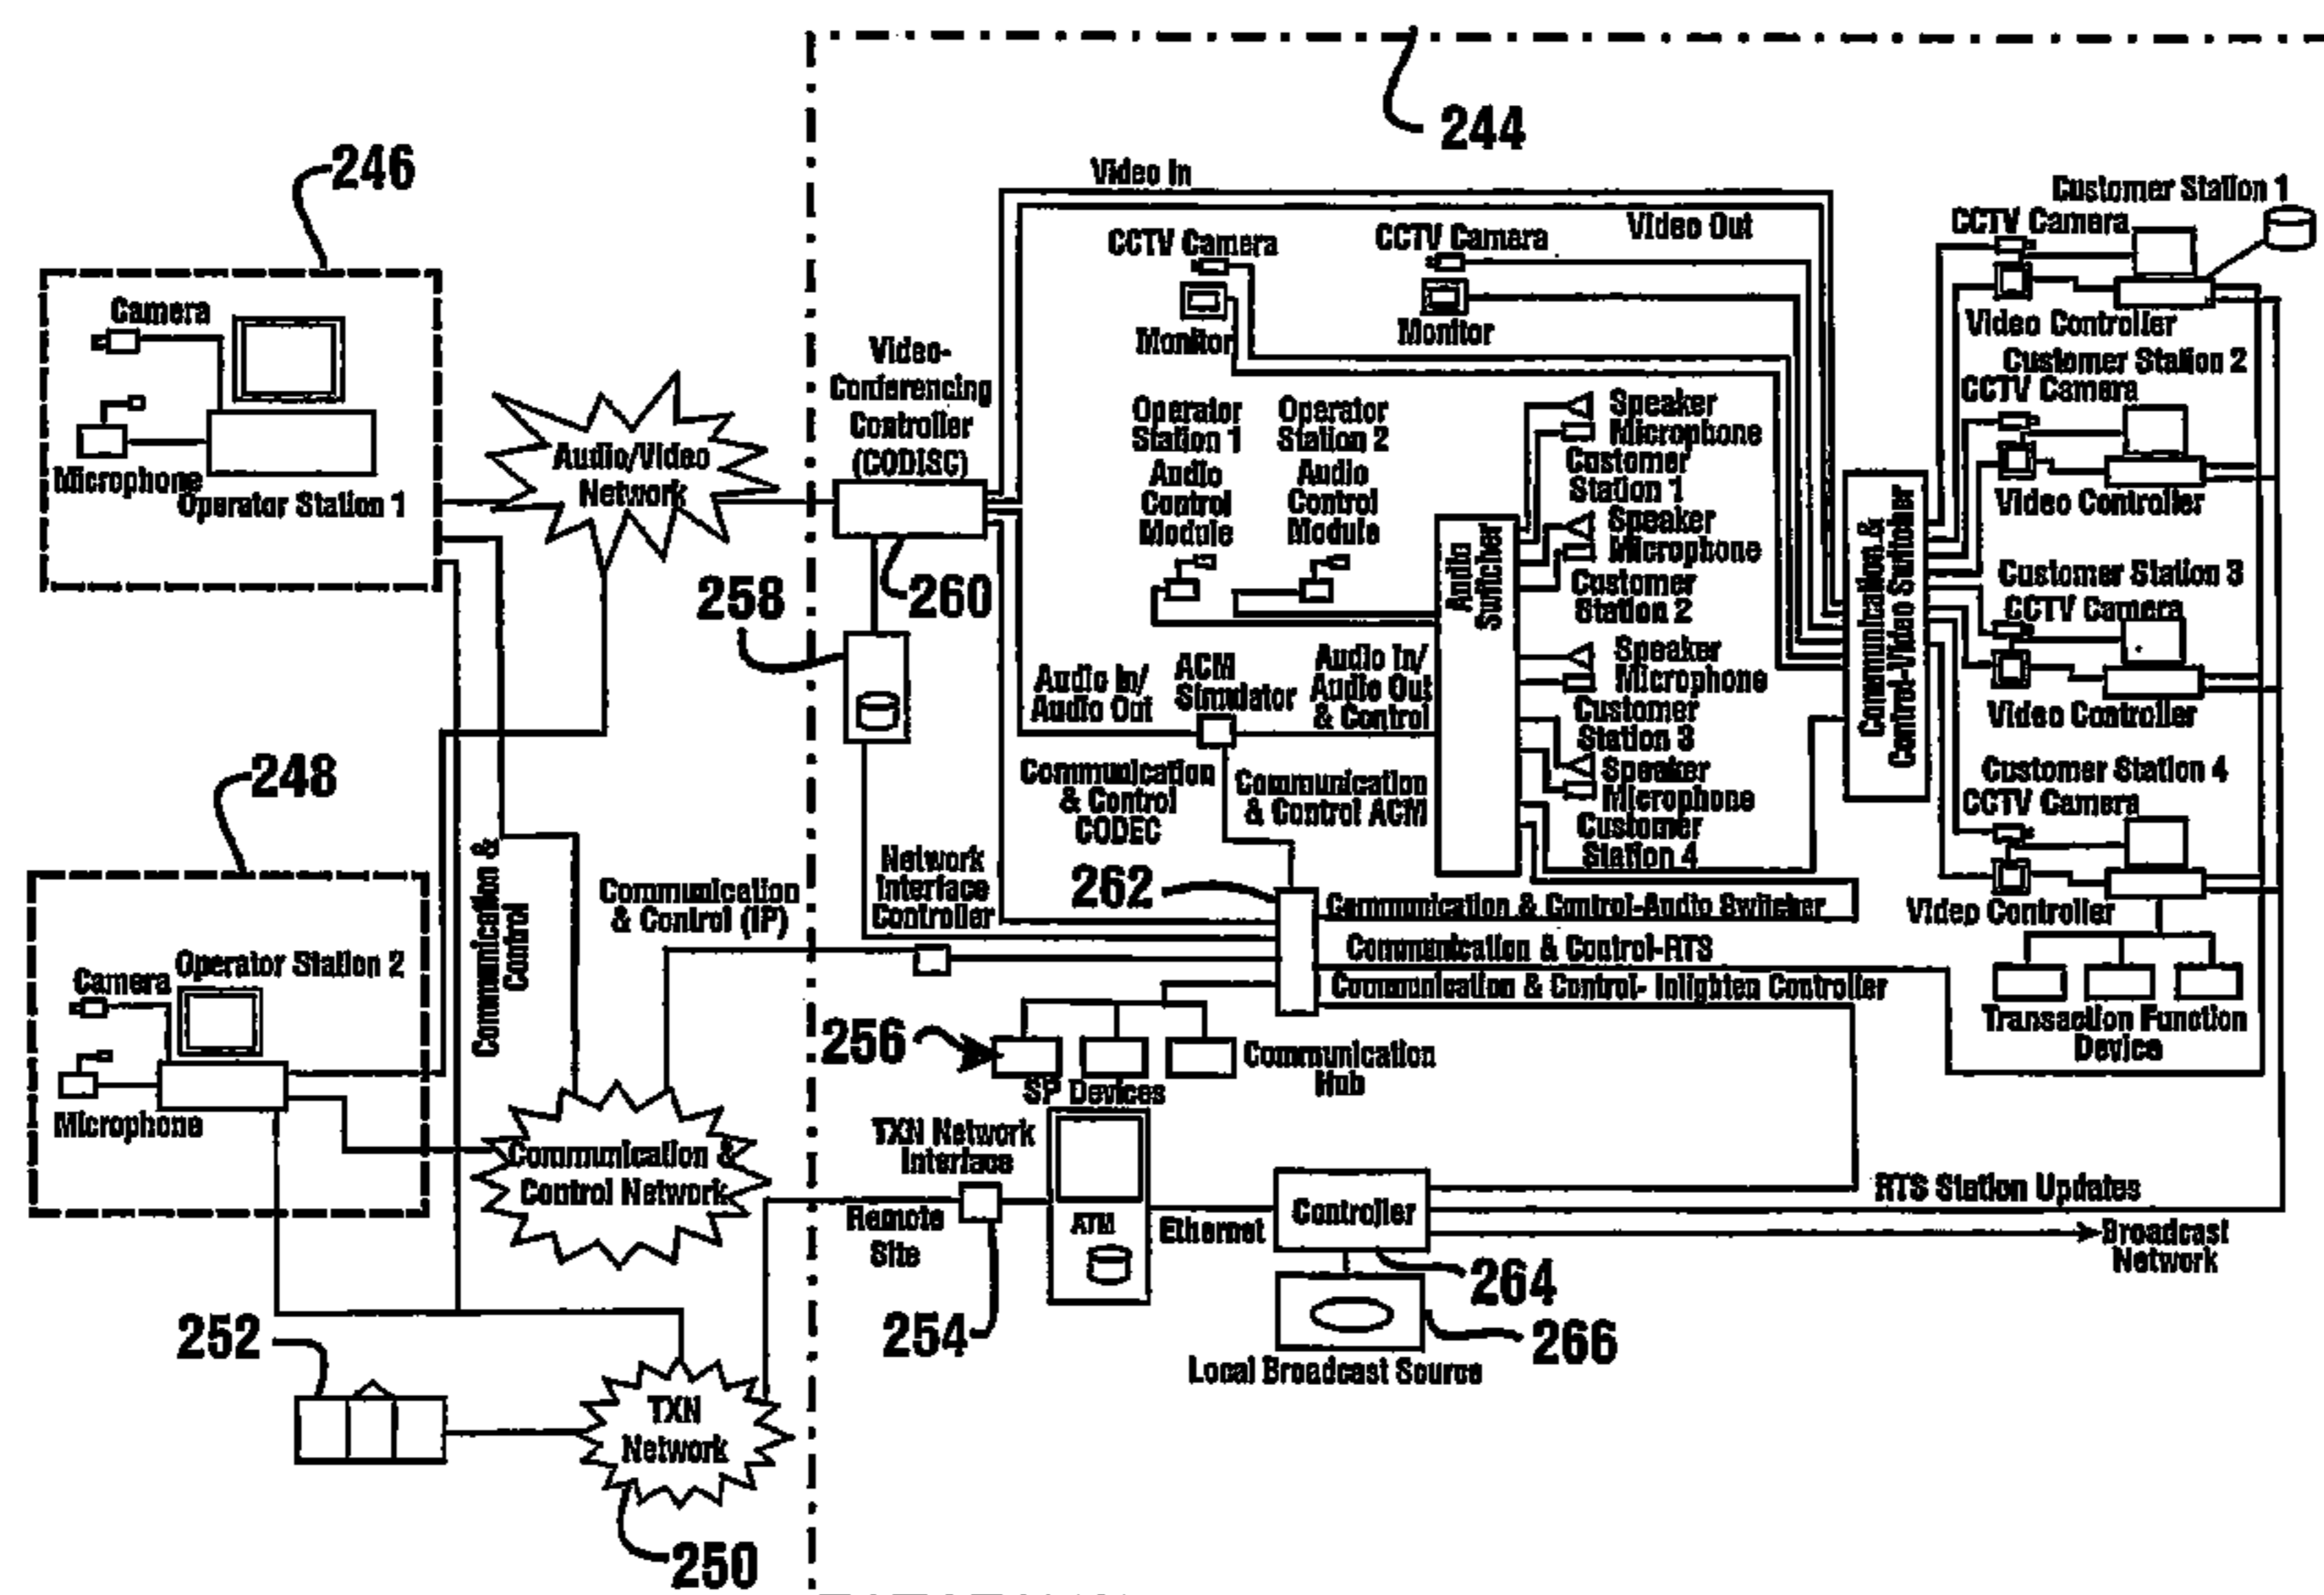 244
246
Camera
Microphone
Operator Station 1
Audio/Video
Network
248
Camera
Operator Station 2
Microphone
Communication &
Control
Communication
& Control (IP)
Communication &
Control Network
252
TXN
Network
250
Video-
Conferencing
Controller
(CODISC)
258
260
Video In
Video Out
CCTV Camera
Monitor
CCTV Camera
Monitor
Operator
Station 1
Audio
Control
Module
Operator
Station 2
Audio
Control
Module
Audio In/
Audio Out
ACM
Simulator
Audio In/
Audio Out
& Control
Communication
& Control
CODEC
Communication
& Control ACM
Network
Interface
Controller
262
Audio
Switcher
Speaker
Microphone
Customer
Station 1
Speaker
Microphone
Customer
Station 2
Speaker
Microphone
Customer
Station 3
Speaker
Microphone
Customer
Station 4
Communication &
Control-Video Switcher
Customer Station 1
CCTV Camera
Video Controller
Customer Station 2
CCTV Camera
Video Controller
Customer Station 3
CCTV Camera
Video Controller
Customer Station 4
CCTV Camera
Video Controller
Transaction Function
Device
Communication & Control-Audio Switcher
Communication & Control-RTS
Communication & Control- Inlighten Controller
256
SP Devices
Communication
Hub
TXN Network
Interface
Remote
Site
254
ATM
Ethernet
Controller
264
266
Local Broadcast Source
RTS Station Updates
Broadcast
Network